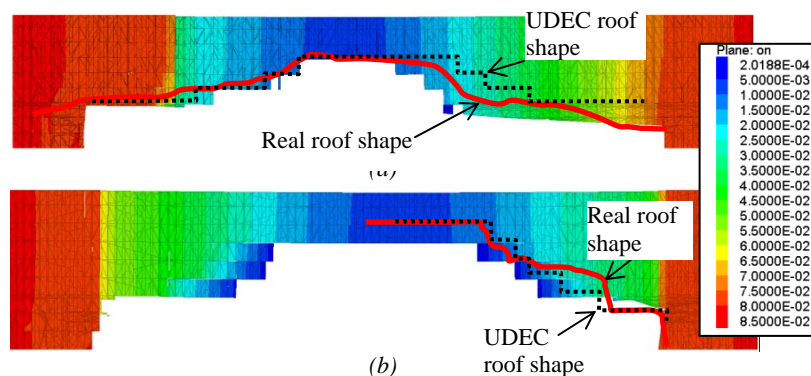 UDEC roof
shape
Real roof shape
(a)
Plane: on
2.0188E-04
5.0000E-03
1.0000E-02
1.5000E-02
2.0000E-02
2.5000E-02
3.0000E-02
3.5000E-02
4.0000E-02
4.5000E-02
5.0000E-02
5.5000E-02
6.0000E-02
6.5000E-02
7.0000E-02
7.5000E-02
8.0000E-02
8.5000E-02
Real roof
shape
UDEC
roof shape
(b)